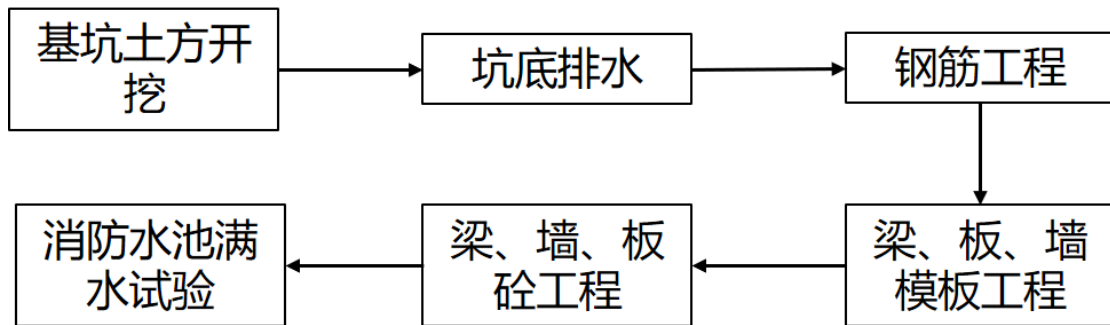 基坑土方开
挖
坑底排水
钢筋工程
梁、板、墙
模板工程
梁、墙、板
砼工程
消防水池满
水试验